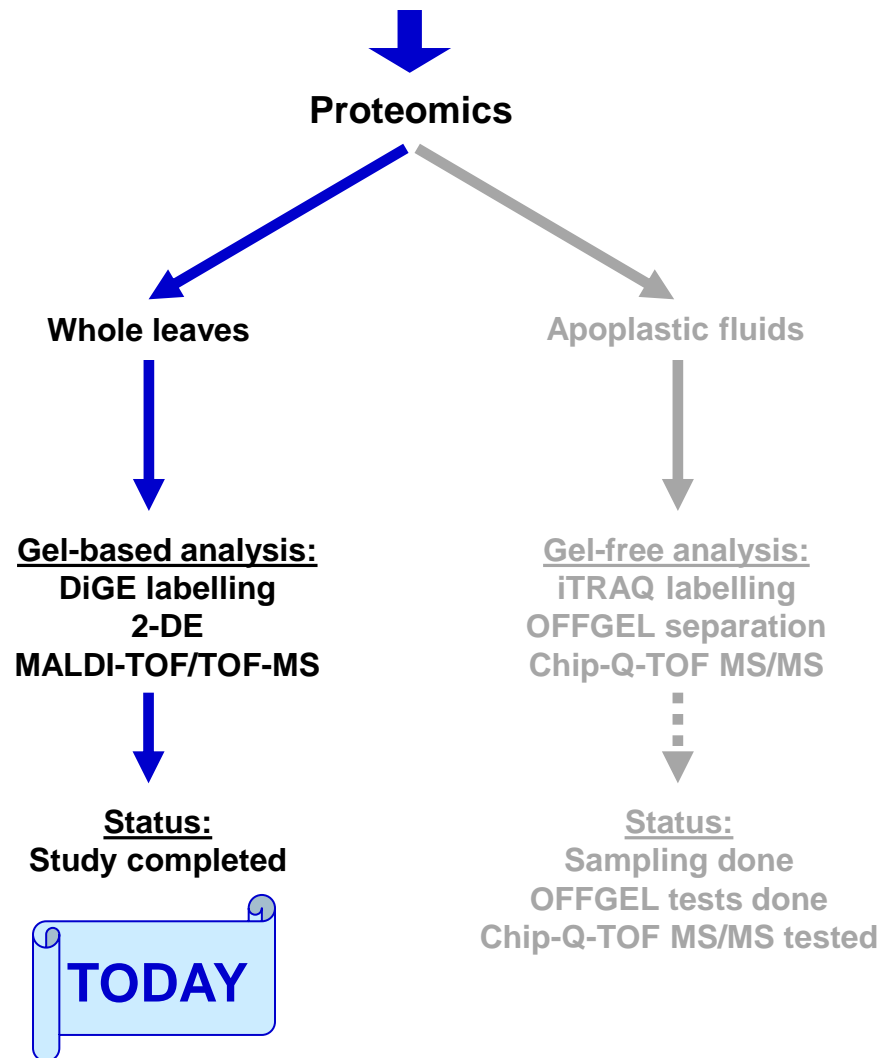 Proteomics
Whole leaves
Apoplastic fluids
Gel-based analysis:
DiGE labelling
2-DE
MALDI-TOF/TOF-MS
Gel-free analysis:
iTRAQ labelling
OFFGEL separation
Chip-Q-TOF MS/MS
Status:
Study completed
Status:
Sampling done
OFFGEL tests done
Chip-Q-TOF MS/MS tested
TODAY